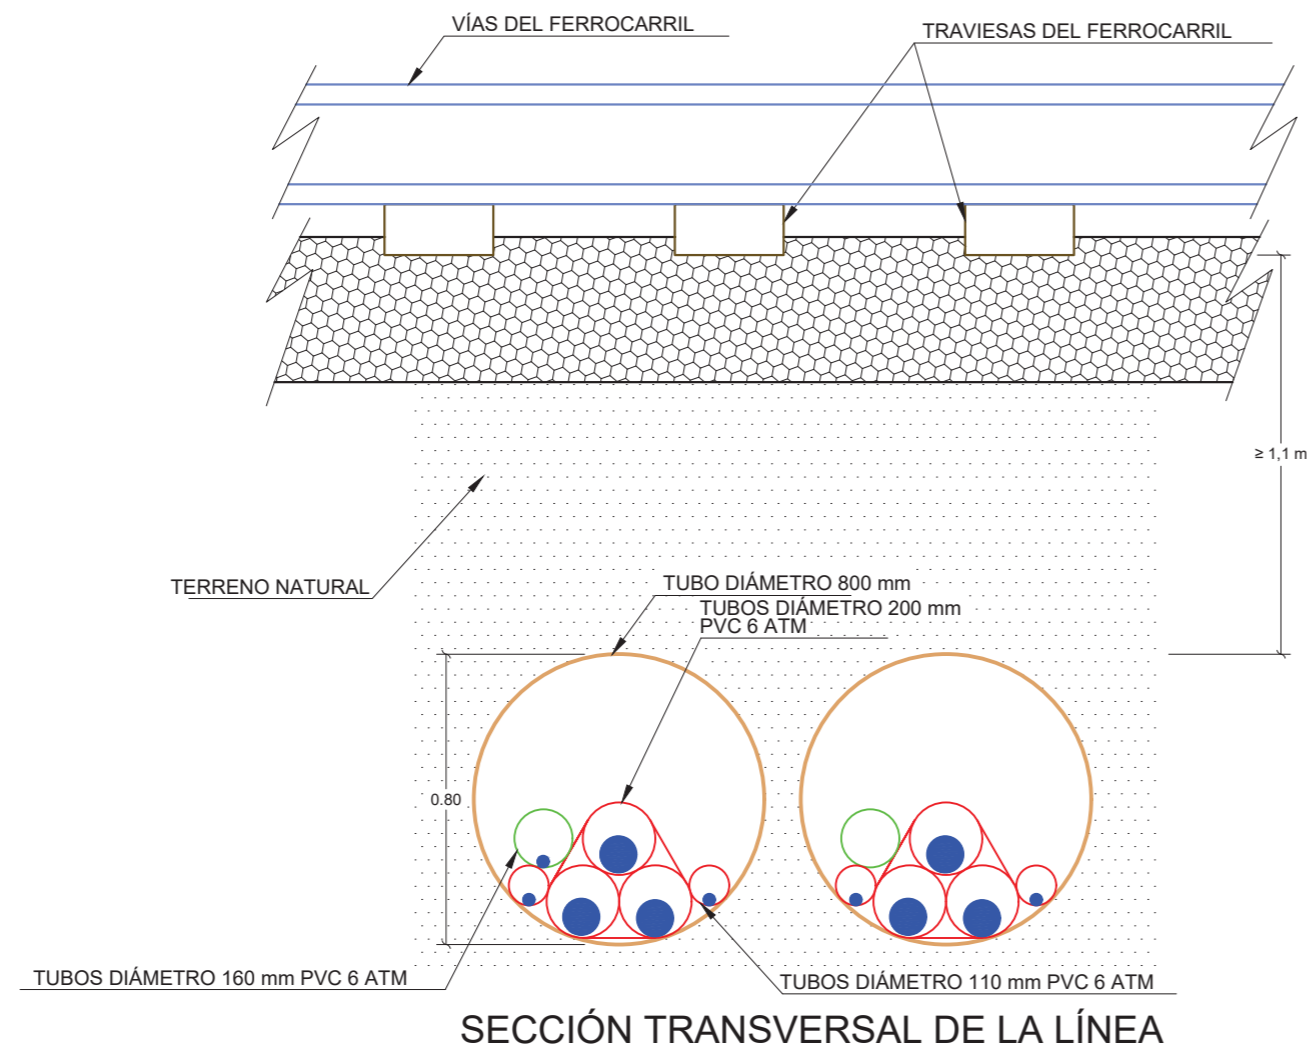 VÍAS DEL FERROCARRIL
TRAVIESAS DEL FERROCARRIL
≥ 1,1 m
TERRENO NATURAL
TUBO DIÁMETRO 800 mm
TUBOS DIÁMETRO 200 mm
PVC 6 ATM
0.80
TUBOS DIÁMETRO 160 mm PVC 6 ATM
TUBOS DIÁMETRO 110 mm PVC 6 ATM
SECCIÓN TRANSVERSAL DE LA LÍNEA